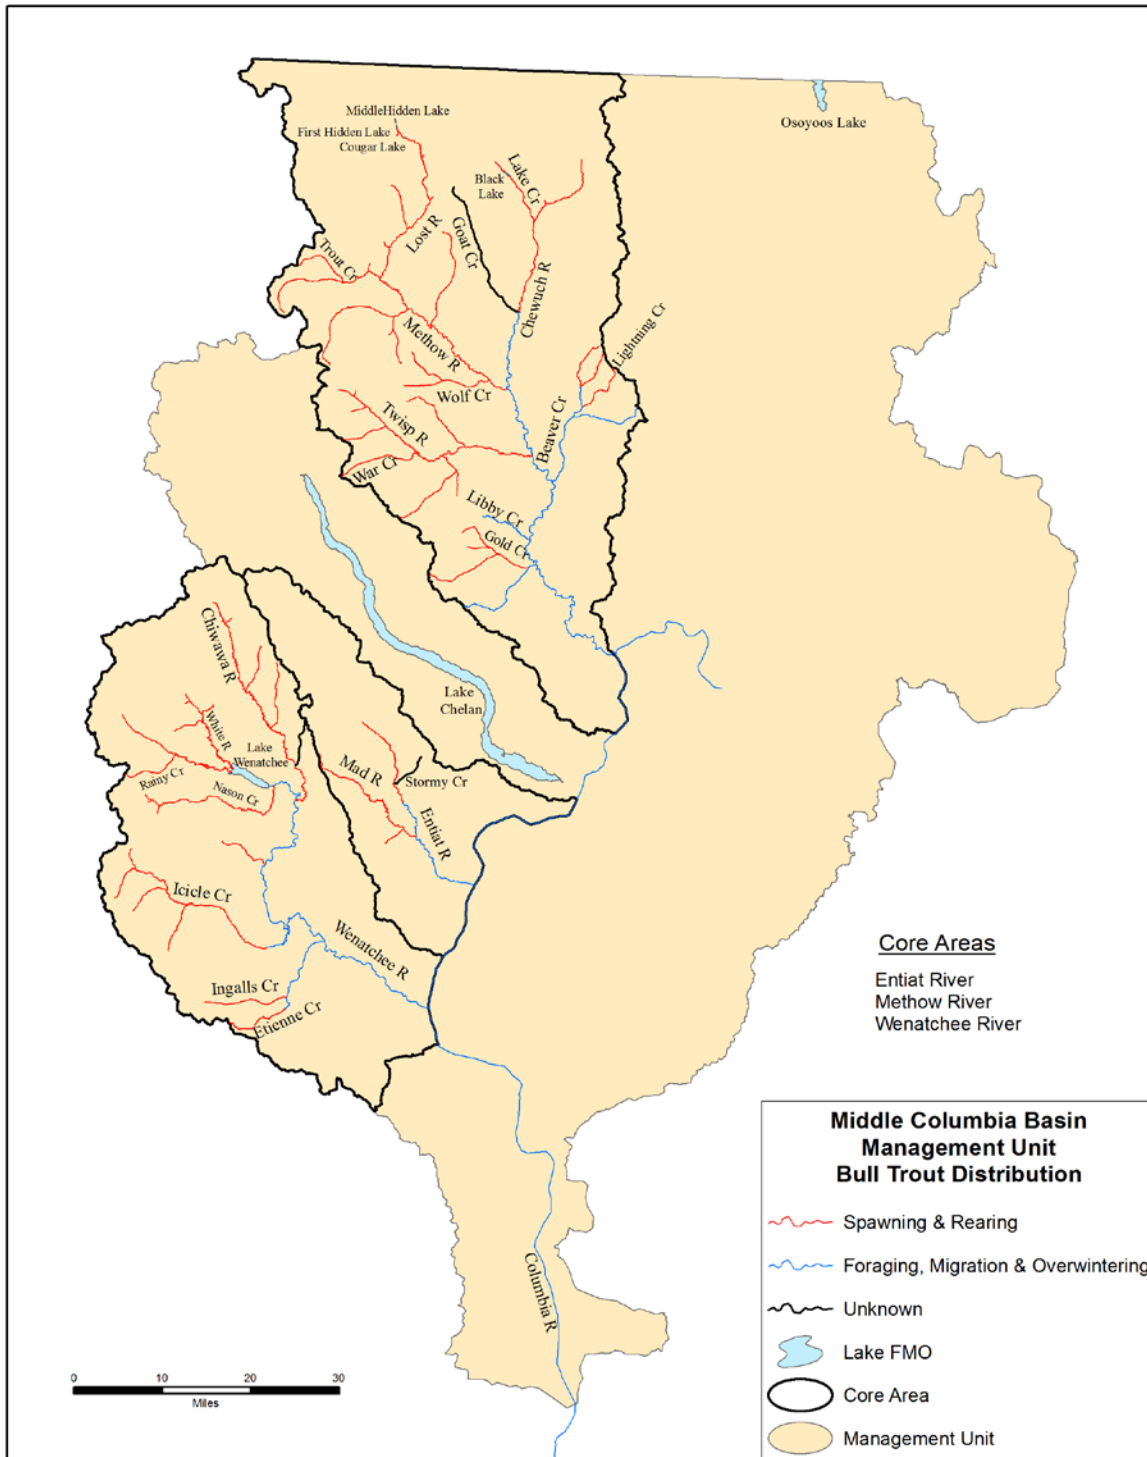 Osoyoos Lake
MiddleHidden Lake
First Hidden Lake
Cougar Lake
Lake Cr
Black
Lake
Lost R
Goat Cr
Trout Cr
Chewuch R
Lightning Cr
Methow R
Wolf Cr
Twisp R
Beaver Cr
War Cr
Libby Cr
Gold Cr
Chiwawa R
White R
Lake
Wenatchee
Rainy Cr
Nason Cr
Lake
Chelan
Mad R
Stormy Cr
Entiat R
Icicle Cr
Wenatchee R
Ingalls Cr
Etienne Cr
Columbia R
Core Areas
Entiat River
Methow River
Wenatchee River
Middle Columbia Basin
Management Unit
Bull Trout Distribution
Spawning & Rearing
Foraging, Migration & Overwintering
Unknown
Lake FMO
Core Area
Management Unit
0 10 20 30
Miles